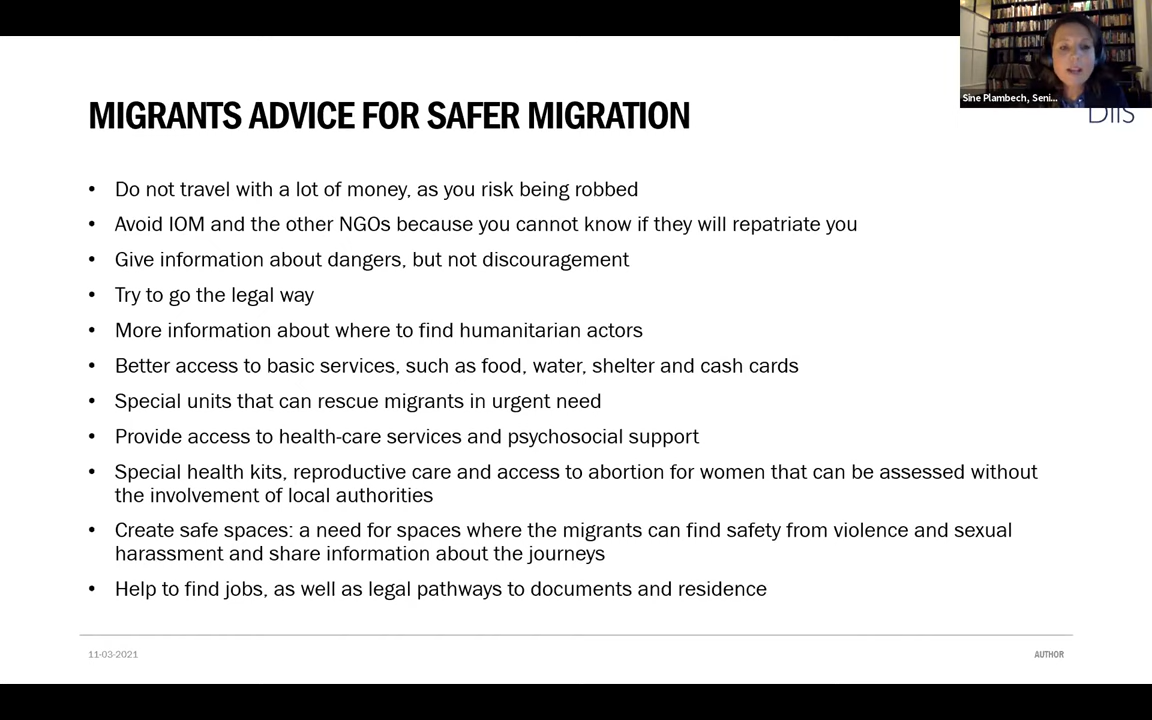 Sine Plambech, Seni...
DIIS
MIGRANTS ADVICE FOR SAFER MIGRATION
• Do not travel with a lot of money, as you risk being robbed
• Avoid IOM and the other NGOs because you cannot know if they will repatriate you
• Give information about dangers, but not discouragement
• Try to go the legal way
• More information about where to find humanitarian actors
• Better access to basic services, such as food, water, shelter and cash cards
• Special units that can rescue migrants in urgent need
• Provide access to health-care services and psychosocial support
• Special health kits, reproductive care and access to abortion for women that can be assessed without
the involvement of local authorities
• Create safe spaces: a need for spaces where the migrants can find safety from violence and sexual
harassment and share information about the journeys
• Help to find jobs, as well as legal pathways to documents and residence
11-03-2021
AUTHOR